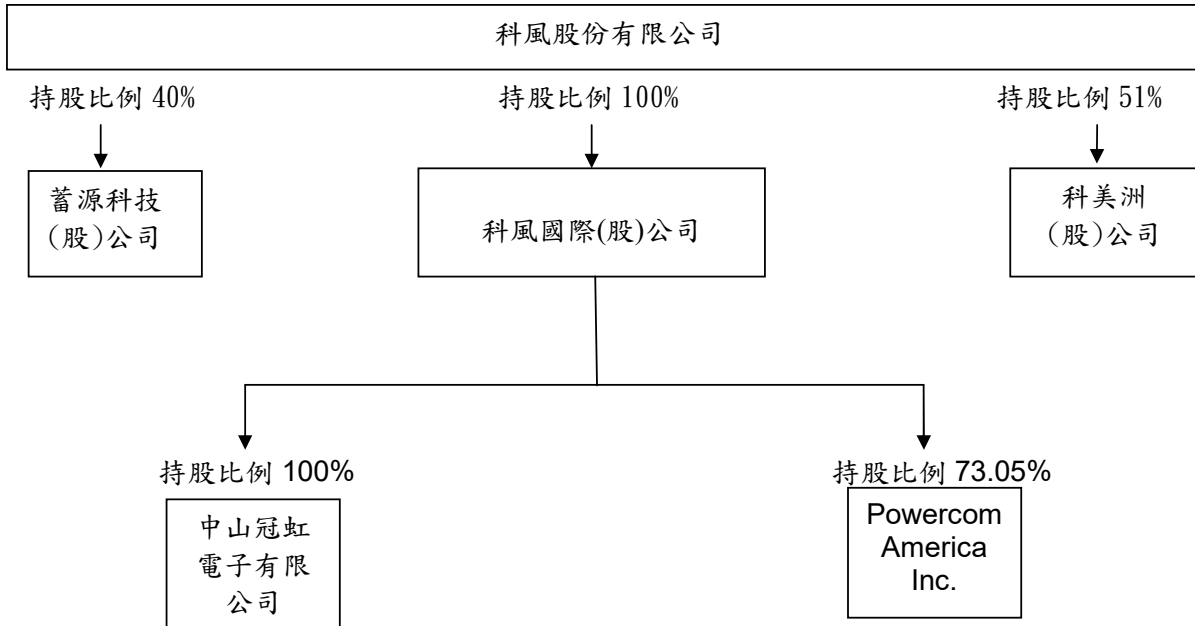 科風股份有限公司
持股比例 40%
持股比例 100%
持股比例 51%
蓄源科技
(股)公司
科風國際(股)公司
科美洲
(股)公司
持股比例 100%
持股比例 73.05%
中山冠虹
電子有限
公司
Powercom
America
Inc.